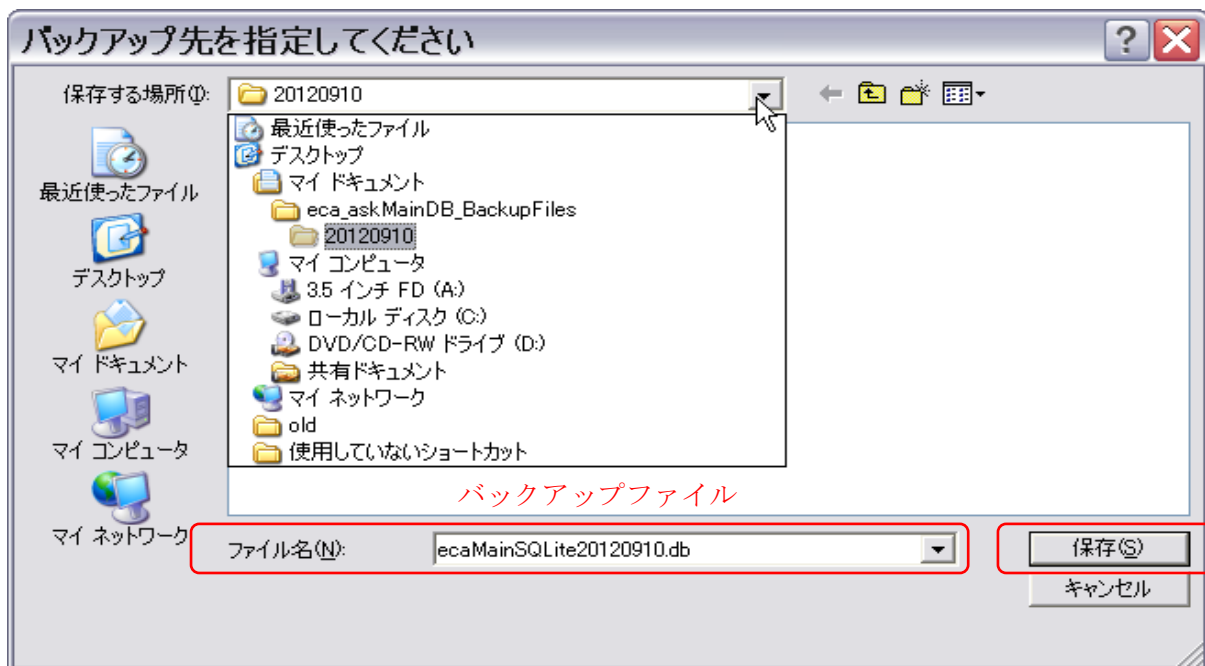 バックアップ先を指定してください
保存する場所(I):
20120910
最近使ったファイル
デスクトップ
マイ ドキュメント
eca_askMainDB_BackupFiles
20120910
マイ コンピュータ
3.5 インチ FD (A:)
ローカル ディスク (C:)
DVD/CD-RW ドライブ (D:)
共有ドキュメント
マイ ネットワーク
old
使用していないショートカット
最近使ったファイル
デスクトップ
マイ ドキュメント
マイ コンピュータ
マイ ネットワーク
バックアップファイル
ファイル名(N):
ecaMainSQLite20120910.db
保存(S)
キャンセル